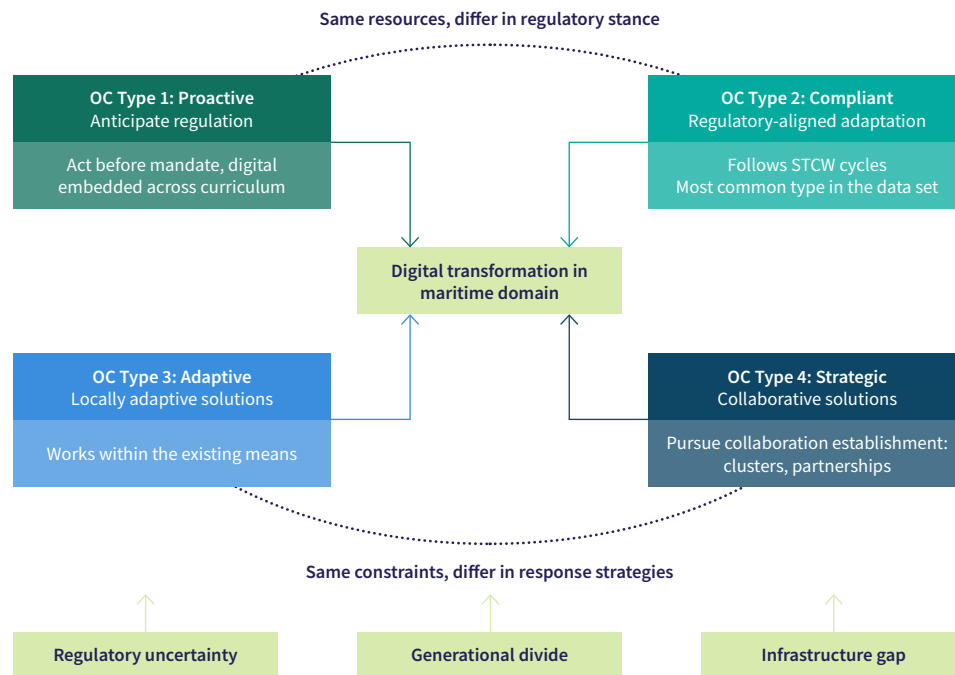 Same resources, differ in regulatory stance
OC Type 1: Proactive
Anticipate regulation
Act before mandate, digital
embedded across curriculum
OC Type 2: Compliant
Regulatory-aligned adaptation
Follows STCW cycles
Most common type in the data set
Digital transformation in
maritime domain
OC Type 3: Adaptive
Locally adaptive solutions
Works within the existing means
OC Type 4: Strategic
Collaborative solutions
Pursue collaboration establishment:
clusters, partnerships
Same constraints, differ in response strategies
Regulatory uncertainty
Generational divide
Infrastructure gap